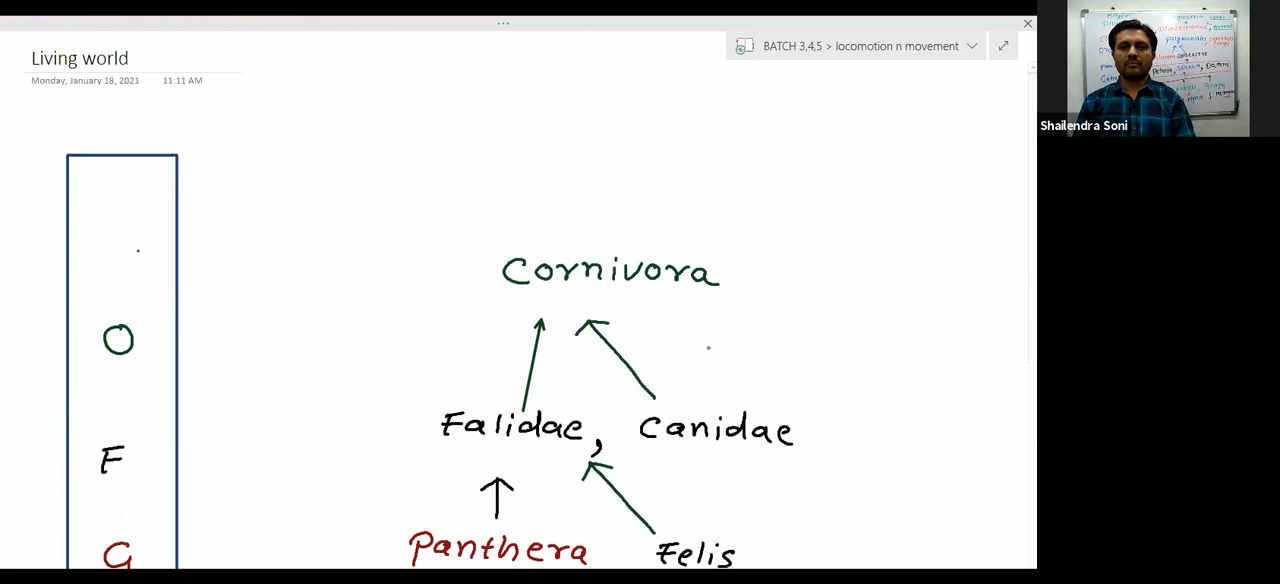 Living world
Monday, January 18, 2021 11:11 AM
BATCH 3,4,5 > locomotion n movement
Shailendra Soni
Cornivora
O
Falidae, Canidae
F
Panthera Felis
G